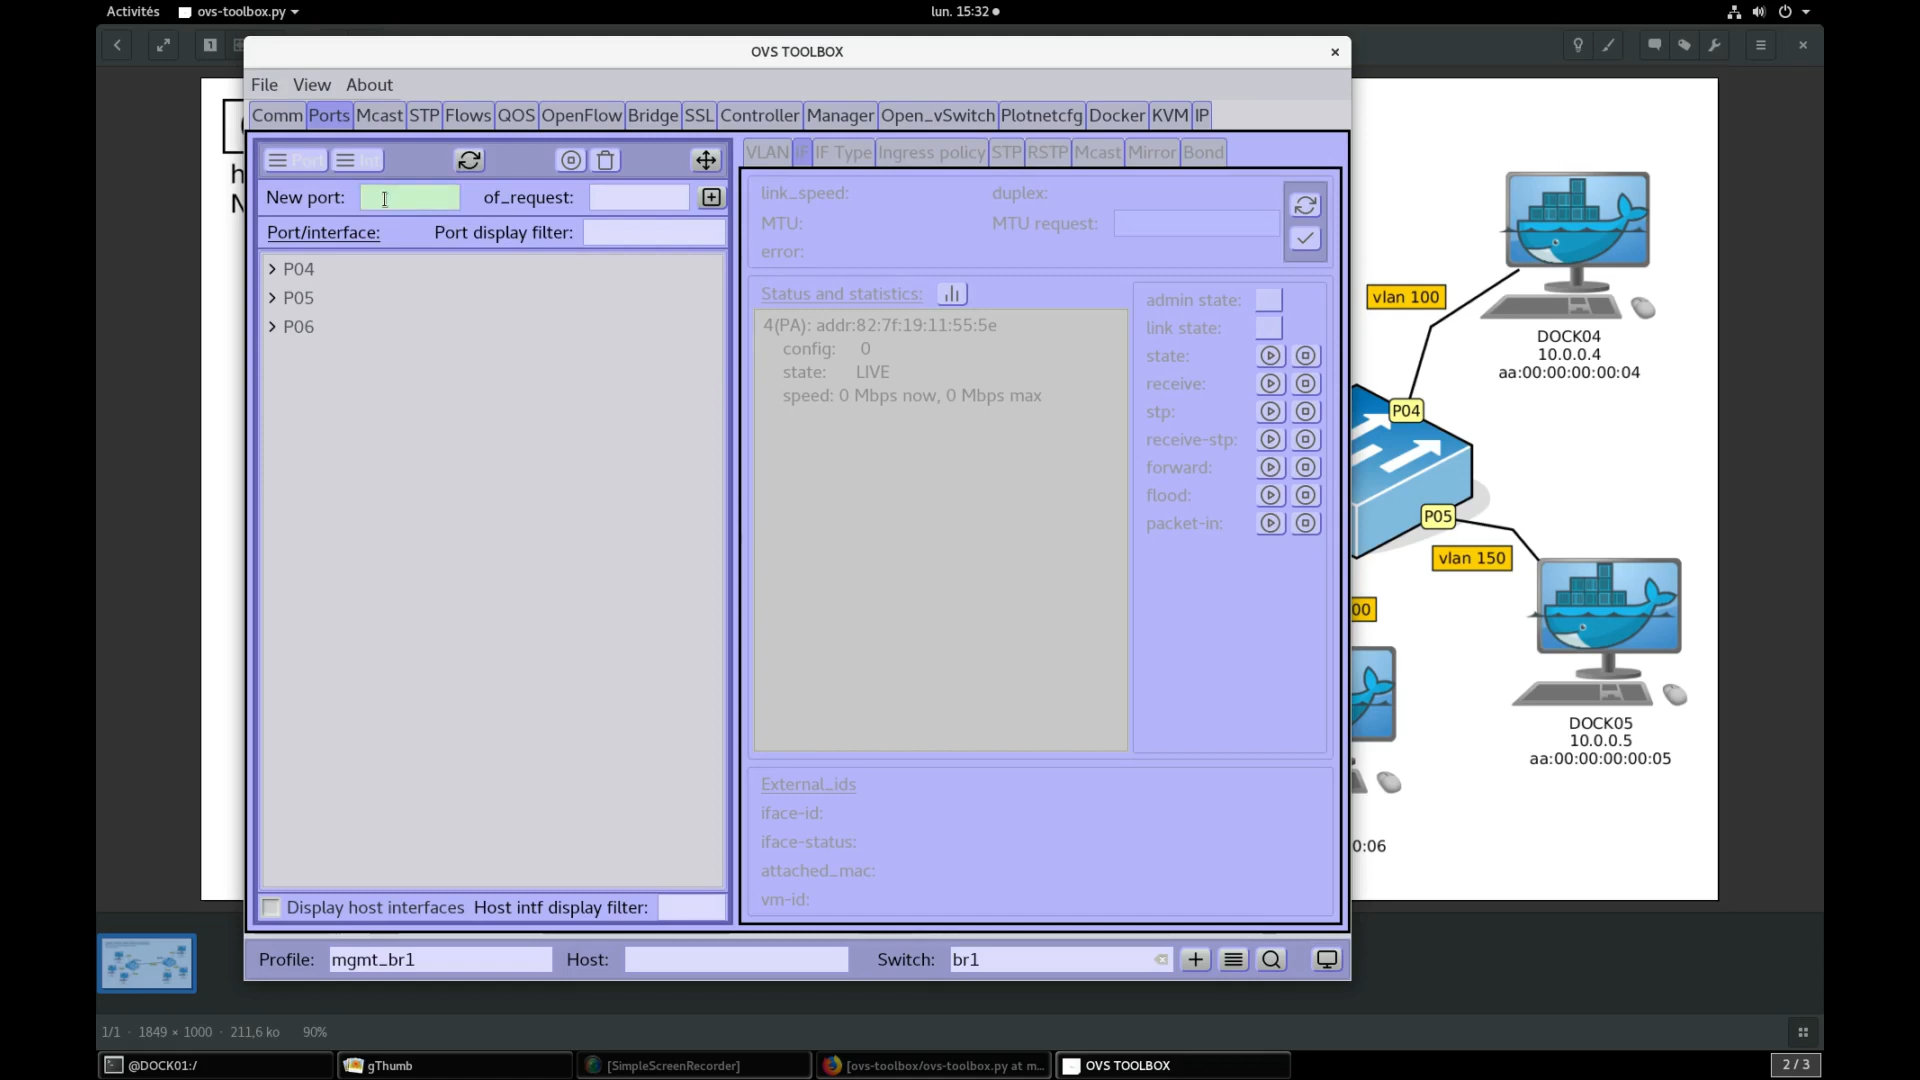 Activités
ovs-toolbox.py
lun. 15:32
OVS TOOLBOX
File View About
Comm Ports Mcast STP Flows QOS OpenFlow Bridge SSL Controller Manager Open_vSwitch Plotnetcfg Docker KVM IP
Port Int
New port: of_request:
Port/interface: Port display filter:
P04
P05
P06
Display host interfaces Host intf display filter:
VLAN IF IF Type Ingress policy STP RSTP Mcast Mirror Bond
link_speed: duplex:
MTU: MTU request:
error:
Status and statistics:
4(PA): addr:82:7f:19:11:55:5e
config: 0
state: LIVE
speed: 0 Mbps now, 0 Mbps max
admin state:
link state:
state:
receive:
stp:
receive-stp:
forward:
flood:
packet-in:
External_ids
iface-id:
iface-status:
attached_mac:
vm-id:
Profile: mgmt_br1 Host: Switch: br1
vlan 100
DOCK04
10.0.0.4
aa:00:00:00:00:04
P04
P05
vlan 150
00
DOCK05
10.0.0.5
aa:00:00:00:00:05
0:06
1/1 · 1849 × 1000 · 211,6 ko 90%
@DOCK01:/
gThumb
[SimpleScreenRecorder]
[ovs-toolbox/ovs-toolbox.py at m...
OVS TOOLBOX
2 / 3